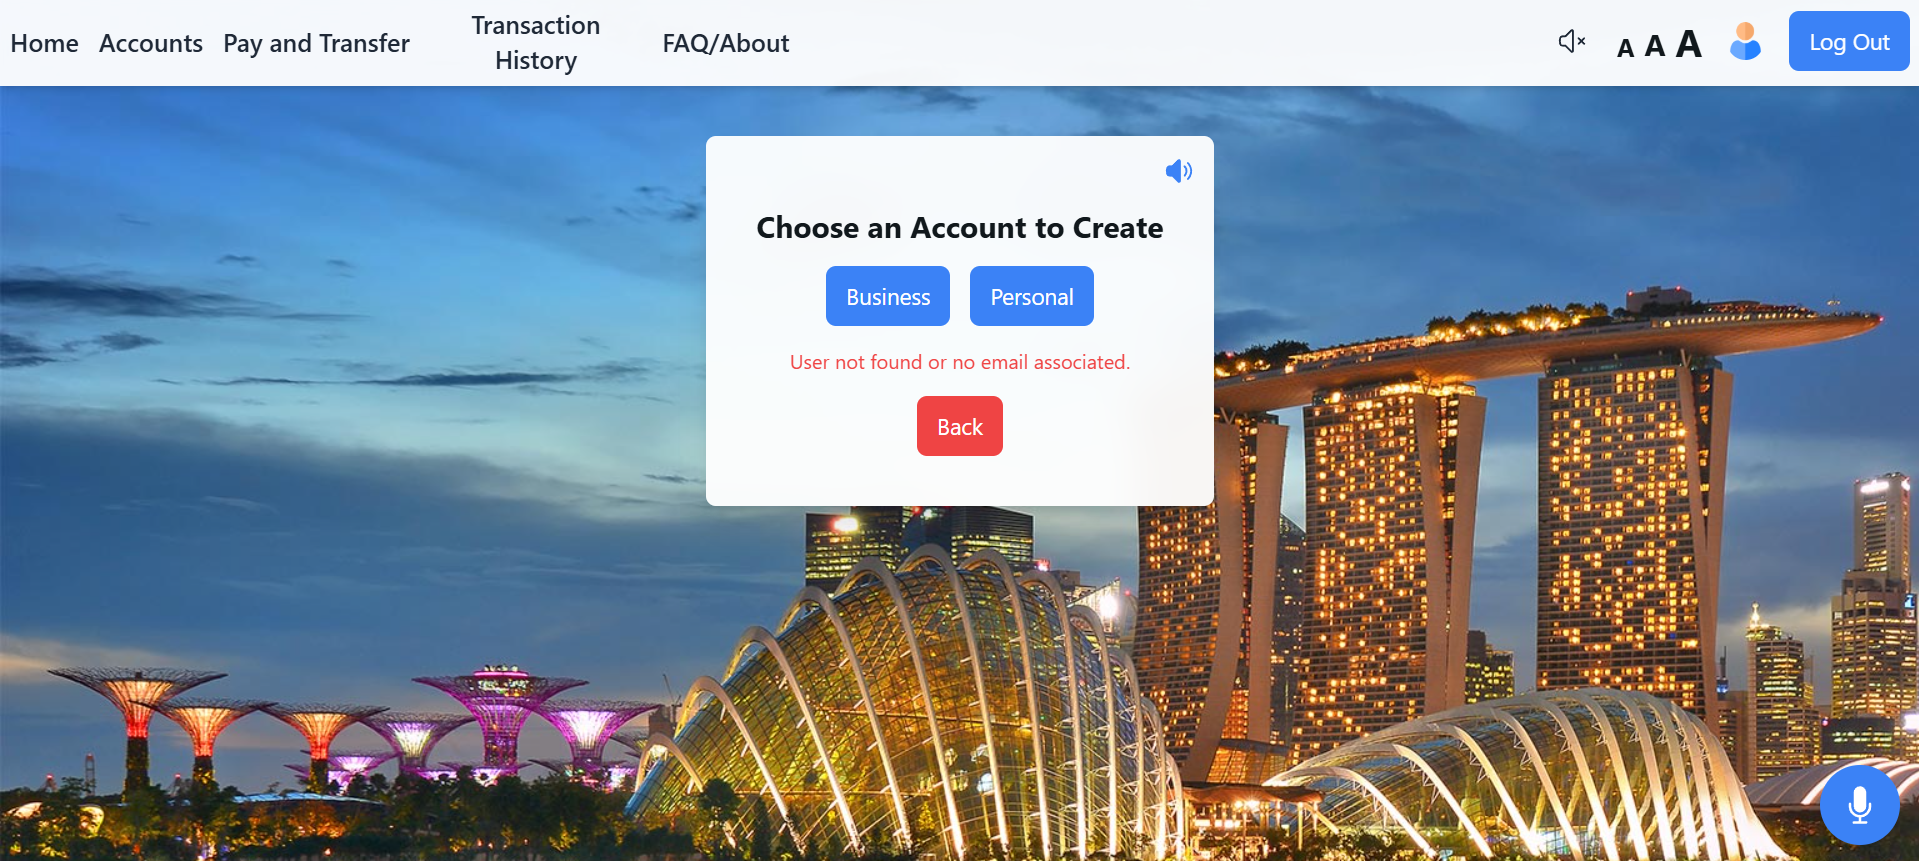 Home
Accounts
Pay and Transfer
Transaction
History
FAQ/About
A A A
Log Out
Choose an Account to Create
Business
Personal
User not found or no email associated.
Back